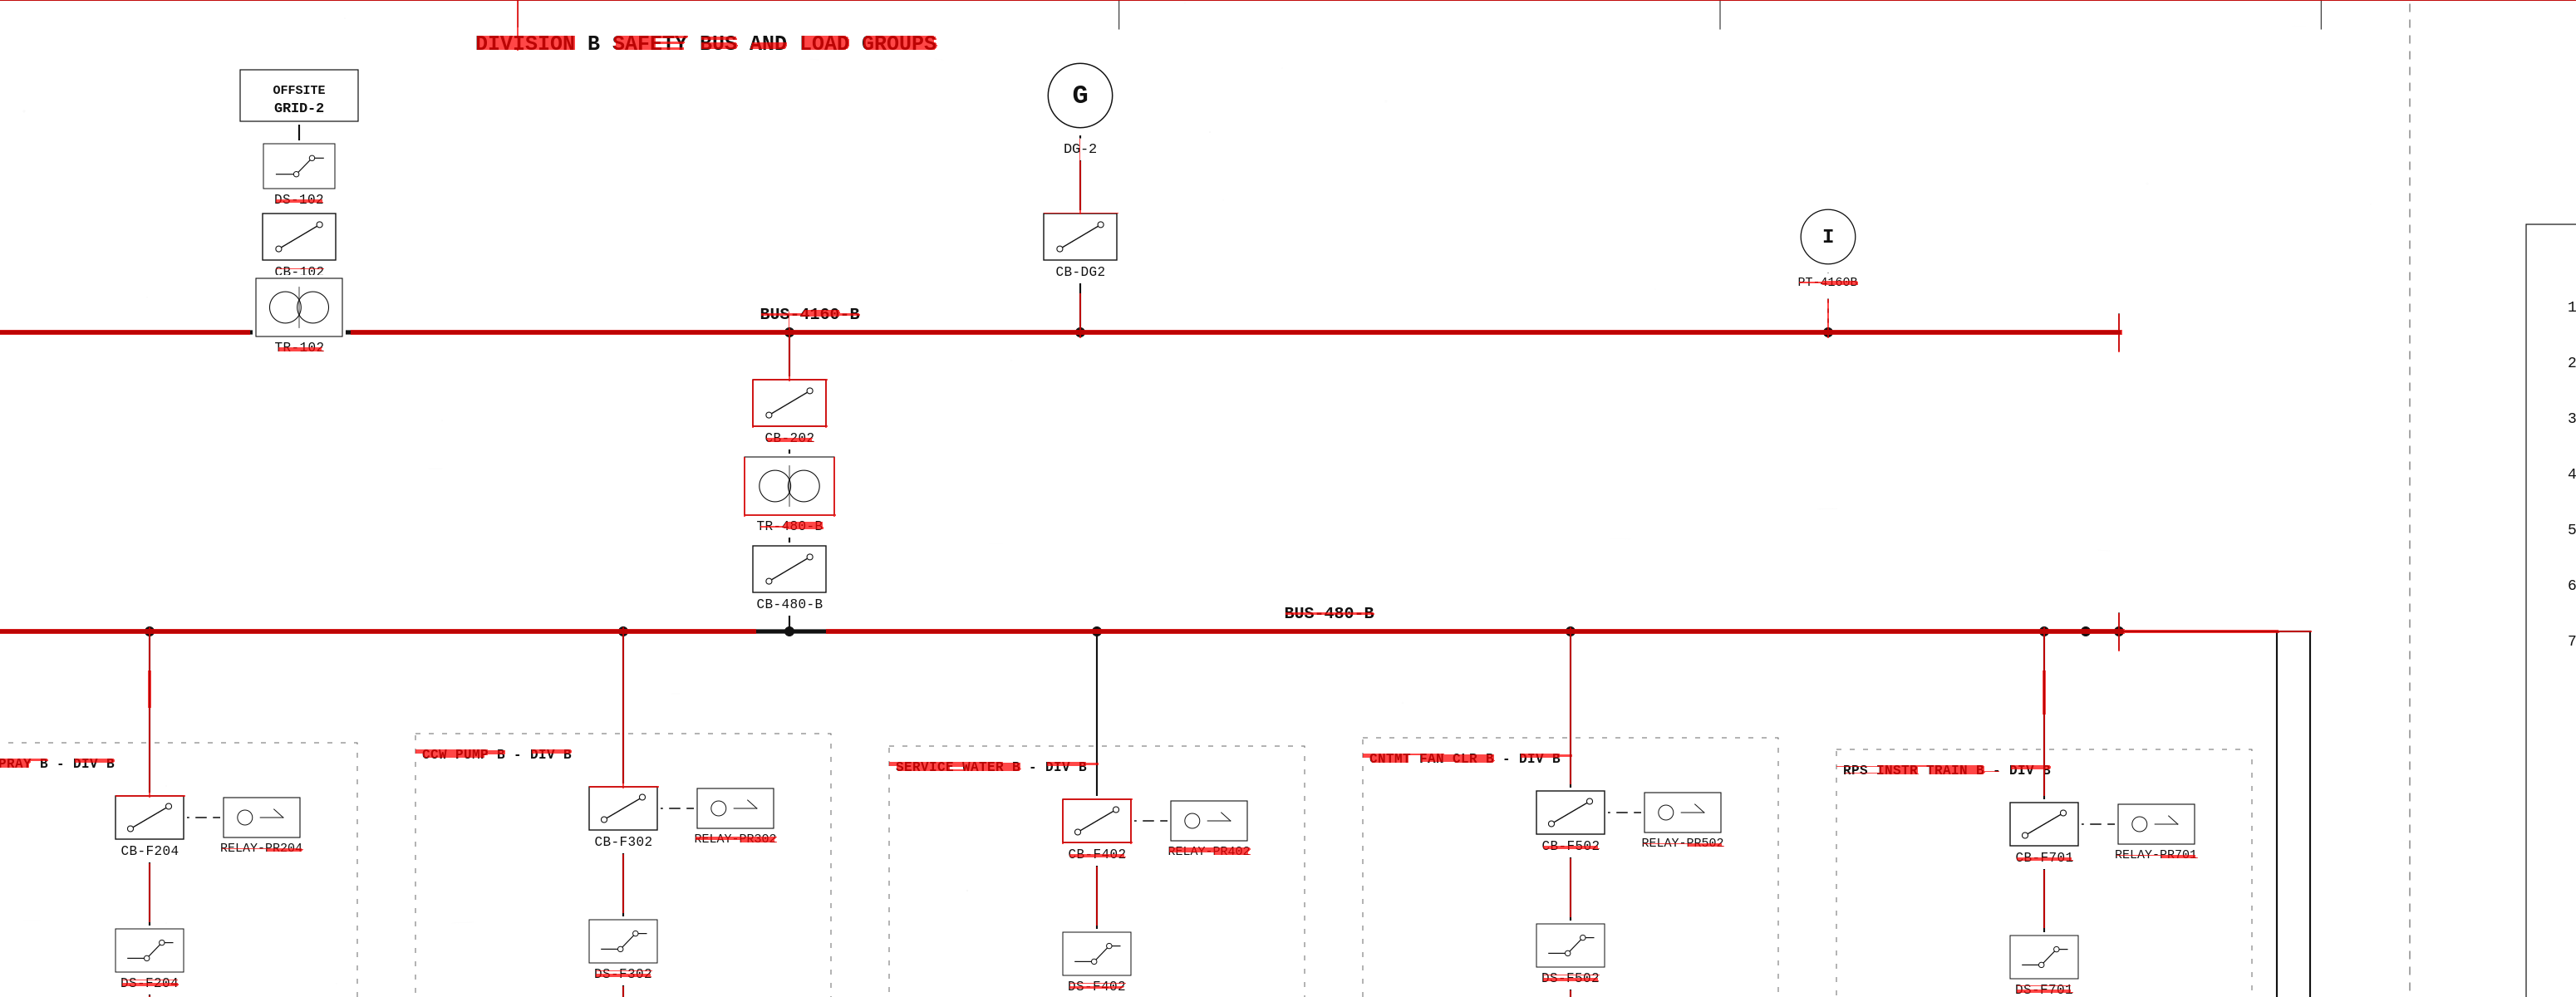 DIVISION B SAFETY BUS AND LOAD GROUPS
OFFSITE
GRID-2
G
DG-2
DS-102
CB-102
CB-DG2
I
PT-4160B
1
BUS-4160-B
TR-102
2
3
CB-202
4
TR-480-B
5
6
CB-480-B
BUS-480-B
7
PRAY B - DIV B
CCW PUMP B - DIV B
SERVICE WATER B - DIV B
CNTMT FAN CLR B - DIV B
RPS INSTR TRAIN B - DIV B
CB-F204
RELAY-PR204
CB-F302
RELAY-PR302
CB-F402
RELAY-PR402
CB-F502
RELAY-PR502
CB-F701
RELAY-PR701
DS-F204
DS-F302
DS-F402
DS-F502
DS-F701